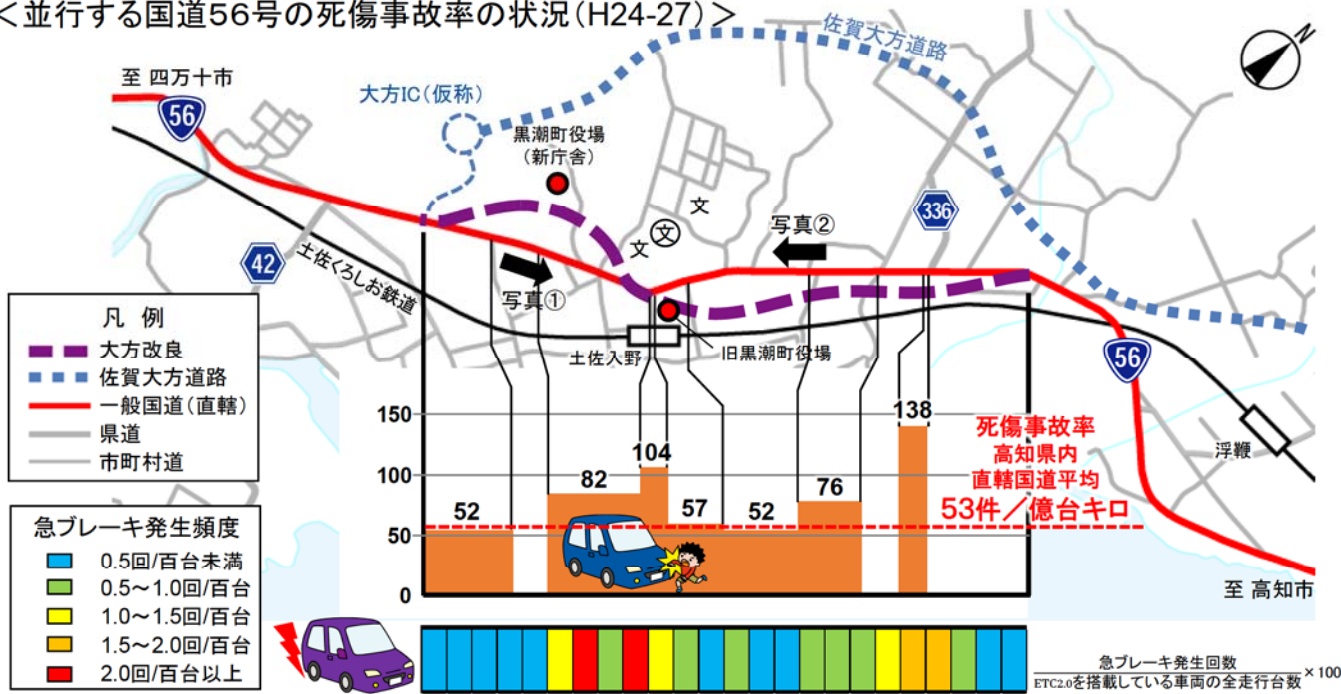 ＜並行する国道56号の死傷事故率の状況（H24-27）＞
佐賀大方道路
N
至 四万十市
56
大方IC（仮称）
黒潮町役場
（新庁舎）
文
文
文
写真②
336
42
土佐くろしお鉄道
写真①
土佐入野
旧黒潮町役場
56
浮鞭
至 高知市
凡 例
大方改良
佐賀大方道路
一般国道（直轄）
県道
市町村道
150
100
50
0
52
82
104
57
52
76
138
死傷事故率
高知県内
直轄国道平均
53件／億台キロ
急ブレーキ発生頻度
0.5回/百台未満
0.5～1.0回/百台
1.0～1.5回/百台
1.5～2.0回/百台
2.0回/百台以上
急ブレーキ発生回数
ETC2.0を搭載している車両の全走行台数
×100